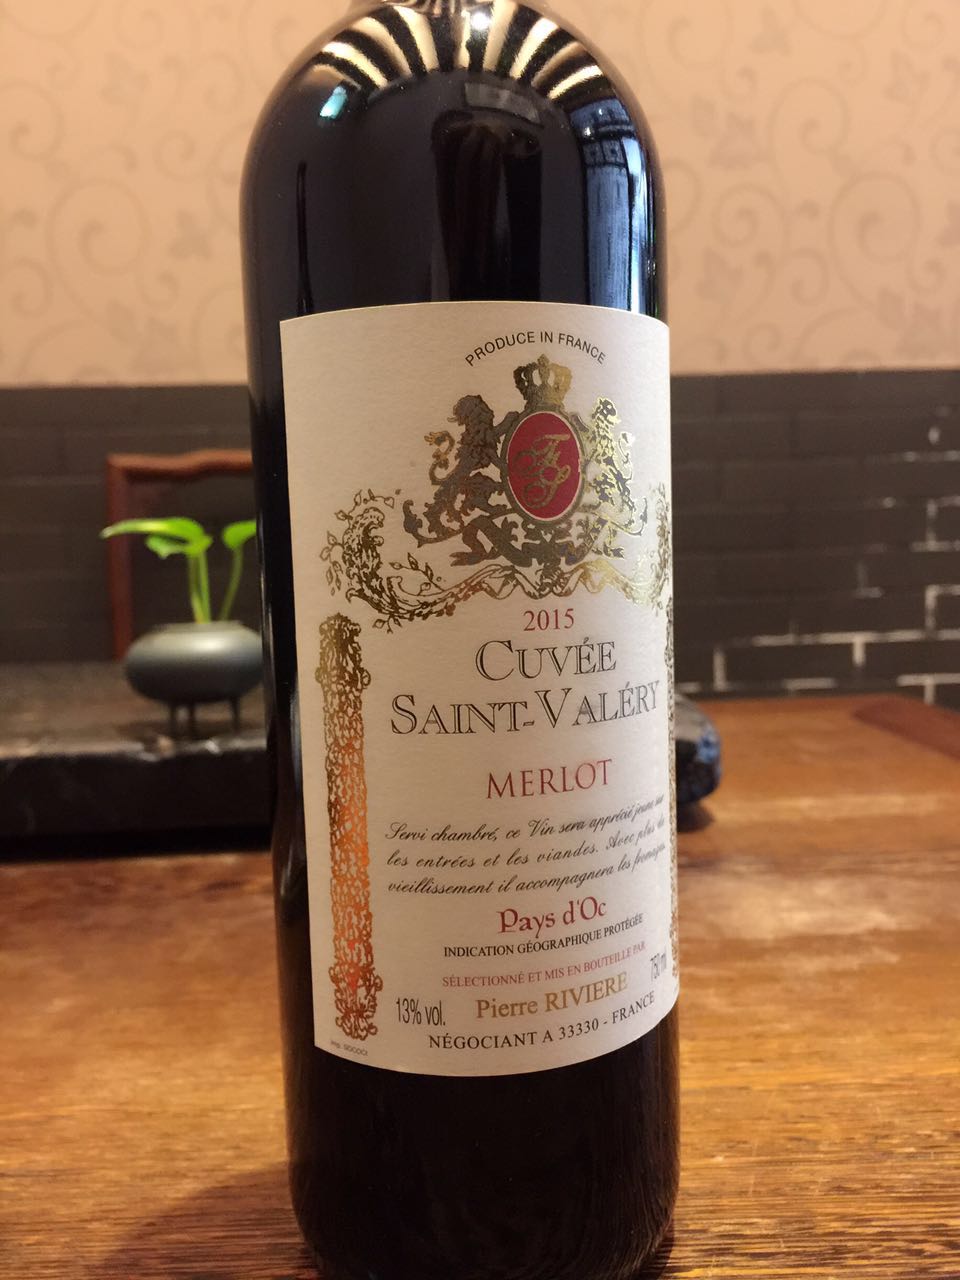 PRODUCE IN FRANCE
2015
CUVÉE
SAINT-VALÉRY
MERLOT
Servi chambré, ce Vin sera apprécié jeune sur
les entrées et les viandes. Avec plus de
vieillissement il accompagnera les fromages.
Pays d'Oc
INDICATION GÉOGRAPHIQUE PROTÉGÉE
SÉLECTIONNÉ ET MIS EN BOUTEILLE PAR
13% vol. Pierre RIVIERE 750 ml
NÉGOCIANT A 33330 - FRANCE